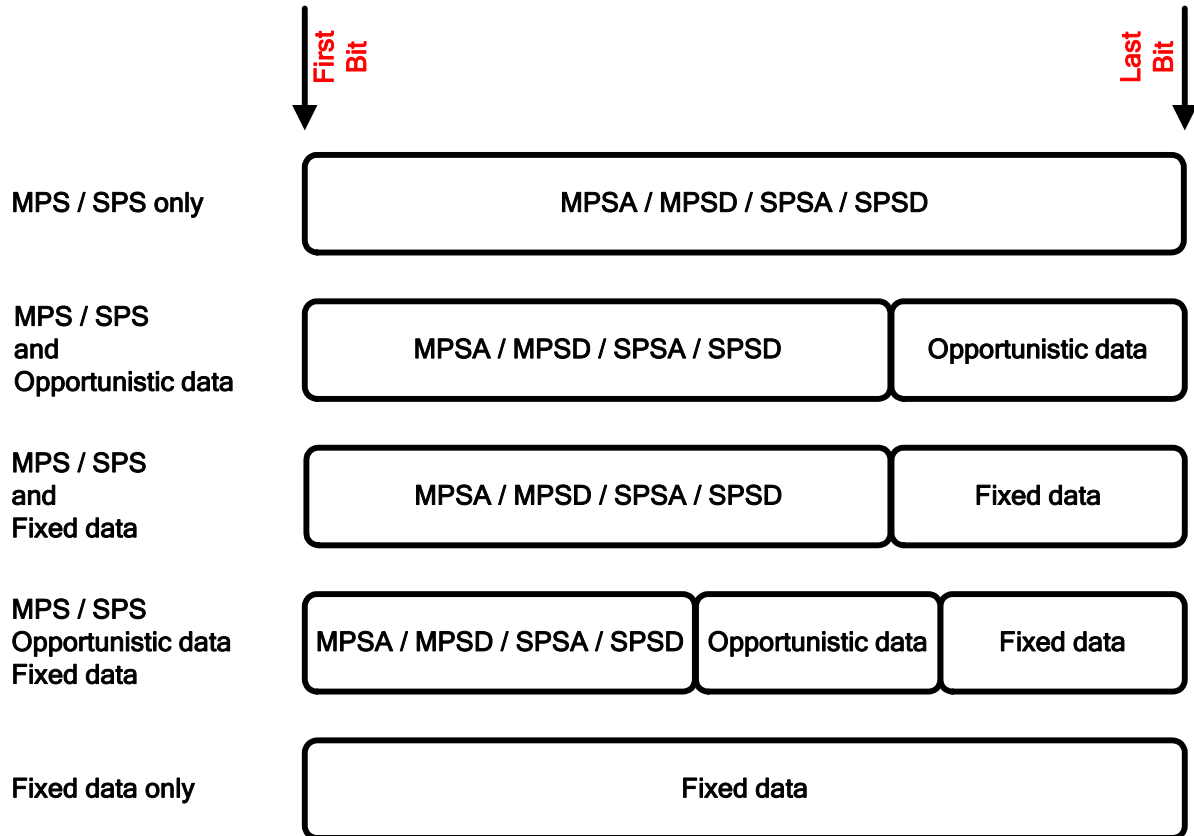 First
Bit
Last
Bit
MPS / SPS only
MPSA / MPSD / SPSA / SPSD
MPS / SPS
and
Opportunistic data
MPSA / MPSD / SPSA / SPSD
Opportunistic data
MPS / SPS
and
Fixed data
MPSA / MPSD / SPSA / SPSD
Fixed data
MPS / SPS
Opportunistic data
Fixed data
MPSA / MPSD / SPSA / SPSD
Opportunistic data
Fixed data
Fixed data only
Fixed data